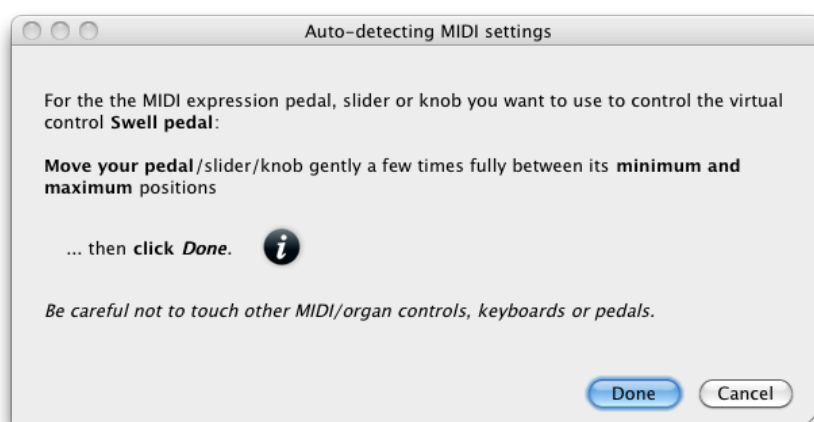 Auto-detecting MIDI settings
For the the MIDI expression pedal, slider or knob you want to use to control the virtual
control Swell pedal:
Move your pedal/slider/knob gently a few times fully between its minimum and
maximum positions
... then click Done.
Be careful not to touch other MIDI/organ controls, keyboards or pedals.
Done Cancel